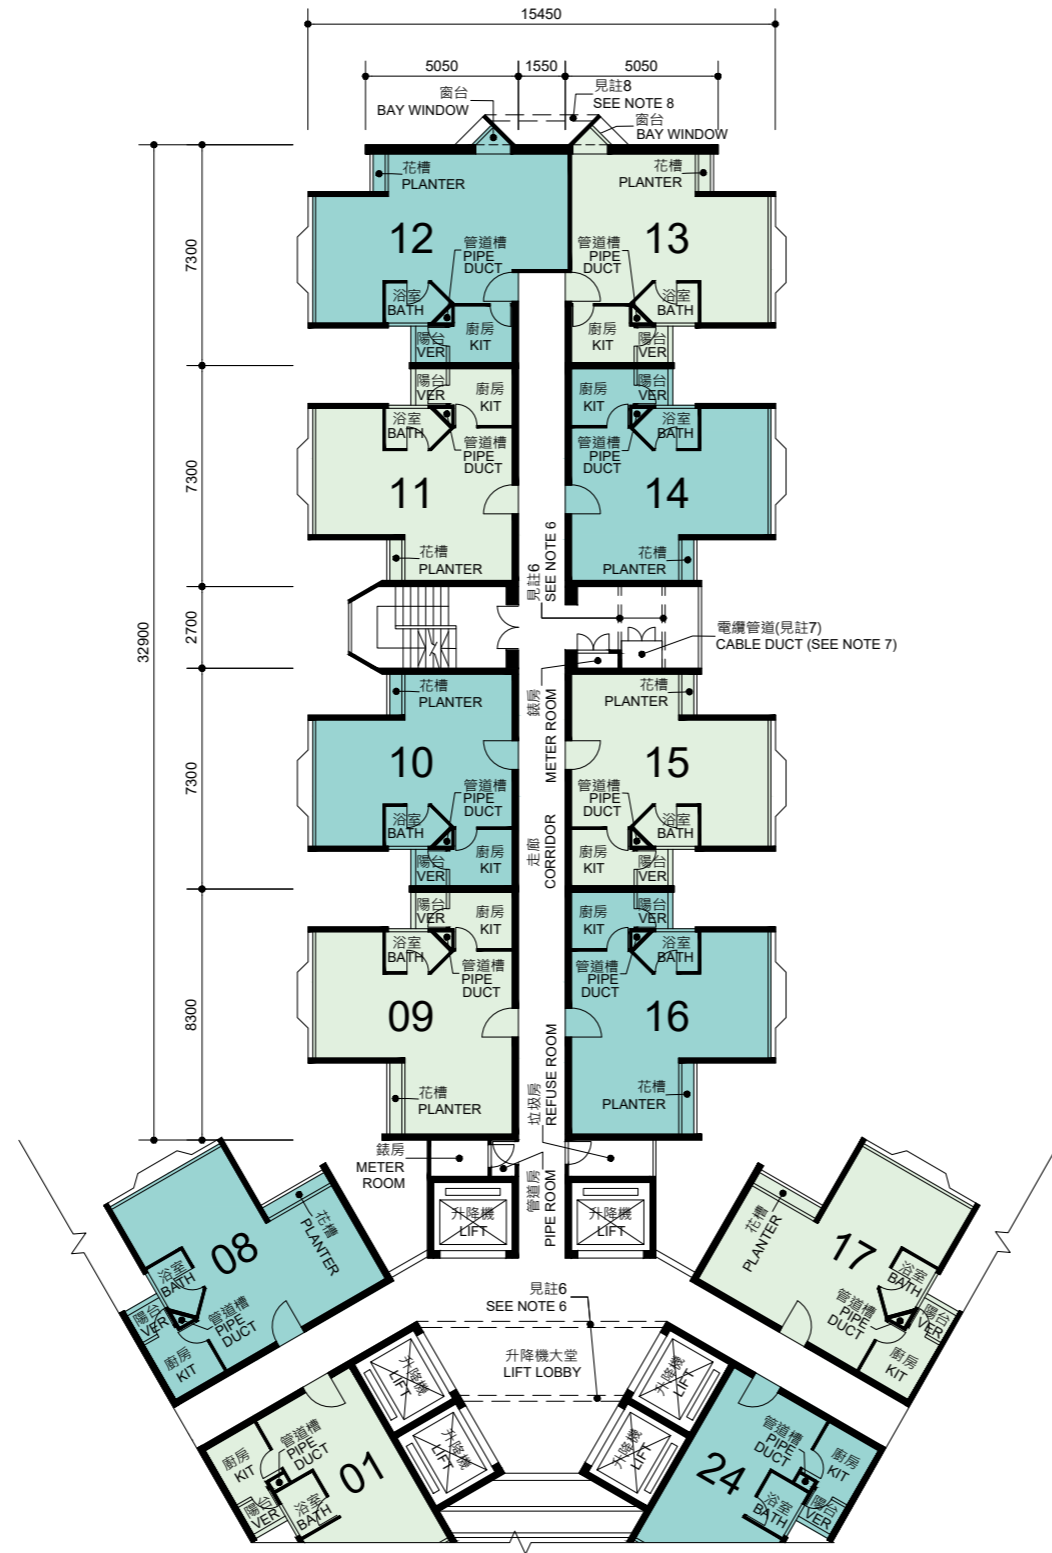 15450
5050
1550
5050
窗台
BAY WINDOW
見註8
SEE NOTE 8
窗台
BAY WINDOW
32900
7300
7300
2700
7300
8300
花槽
PLANTER
12
管道槽
PIPE
DUCT
浴室
BATH
陽台
VER
廚房
KIT
花槽
PLANTER
13
管道槽
PIPE
DUCT
浴室
BATH
廚房
KIT
陽台
VER
陽台
VER
廚房
KIT
浴室
BATH
管道槽
PIPE
DUCT
11
花槽
PLANTER
廚房
KIT
陽台
VER
浴室
BATH
管道槽
PIPE
DUCT
14
花槽
PLANTER
見註6
SEE NOTE 6
電纜管道(見註7)
CABLE DUCT (SEE NOTE 7)
錶房
METER ROOM
花槽
PLANTER
10
管道槽
PIPE
DUCT
浴室
BATH
陽台
VER
廚房
KIT
花槽
PLANTER
15
管道槽
PIPE
DUCT
浴室
BATH
廚房
KIT
陽台
VER
走廊
CORRIDOR
陽台
VER
廚房
KIT
浴室
BATH
管道槽
PIPE
DUCT
09
花槽
PLANTER
廚房
KIT
陽台
VER
浴室
BATH
管道槽
PIPE
DUCT
16
花槽
PLANTER
垃圾房
REFUSE ROOM
錶房
METER
ROOM
管道房
PIPE ROOM
升降機
LIFT
升降機
LIFT
花槽
PLANTER
08
浴室
BATH
管道槽
PIPE
DUCT
陽台
VER
廚房
KIT
花槽
PLANTER
17
浴室
BATH
管道槽
PIPE
DUCT
陽台
VER
廚房
KIT
見註6
SEE NOTE 6
升降機大堂
LIFT LOBBY
升降機
LIFT
升降機
LIFT
升降機
LIFT
升降機
LIFT
管道槽
PIPE
DUCT
廚房
KIT
01
陽台
VER
浴室
BATH
管道槽
PIPE
DUCT
廚房
KIT
24
浴室
BATH
陽台
VER